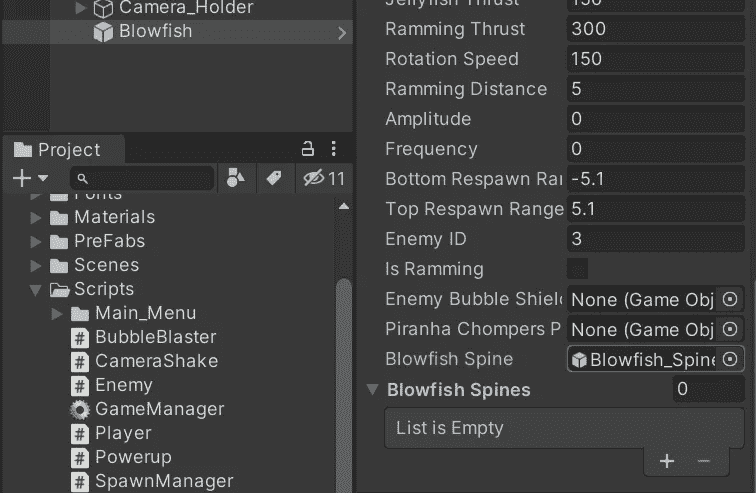 Camera_Holder
Blowfish
Project
11
Fonts
Materials
PreFabs
Scenes
Scripts
Main_Menu
BubbleBlaster
CameraShake
Enemy
GameManager
Player
Powerup
SpawnManager
Jellyfish Thrust 150
Ramming Thrust 300
Rotation Speed 150
Ramming Distance 5
Amplitude 0
Frequency 0
Bottom Respawn Ran -5.1
Top Respawn Range 5.1
Enemy ID 3
Is Ramming
Enemy Bubble Shiel None (Game Obj
Piranha Chompers P None (Game Obj
Blowfish Spine Blowfish_Spine
Blowfish Spines 0
List is Empty